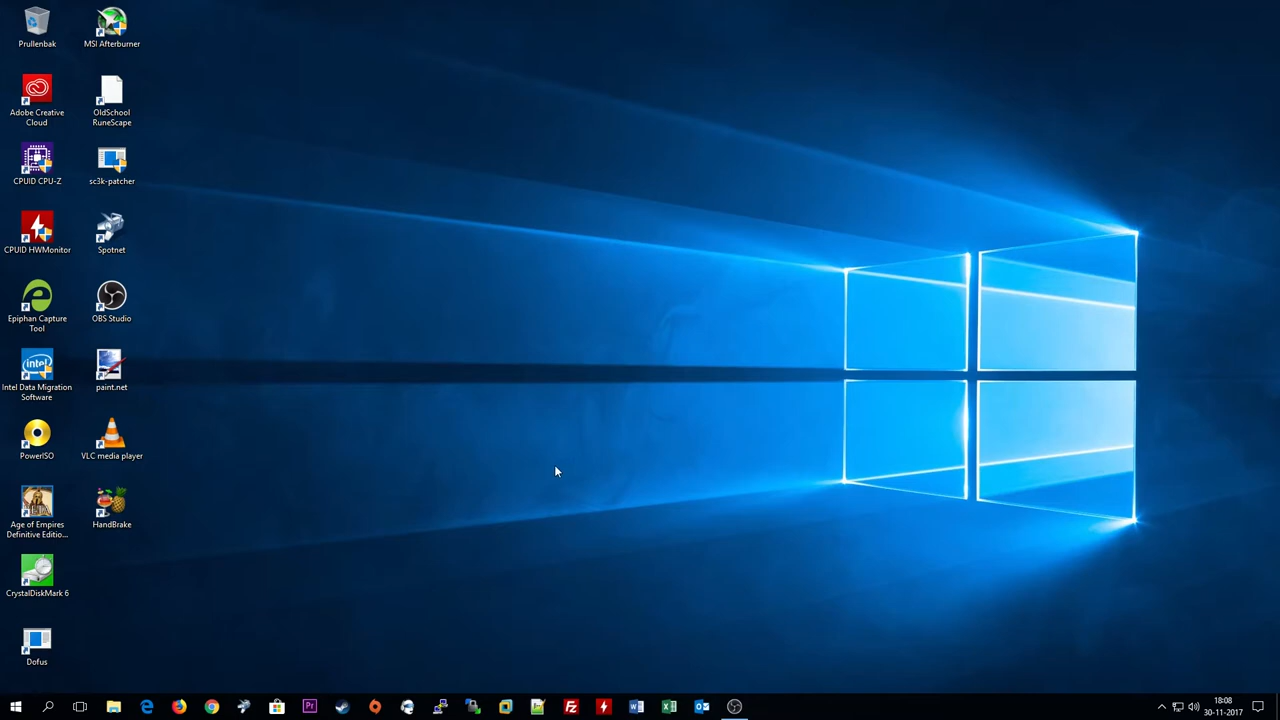 Prullenbak
MSI Afterburner
Adobe Creative
Cloud
OldSchool
RuneScape
CPUID CPU-Z
sc3k-patcher
CPUID HWMonitor
Spotnet
Epiphan Capture
Tool
OBS Studio
Intel Data Migration
Software
paint.net
PowerISO
VLC media player
Age of Empires
Definitive Editio...
HandBrake
CrystalDiskMark 6
Dofus
18:08
30-11-2017